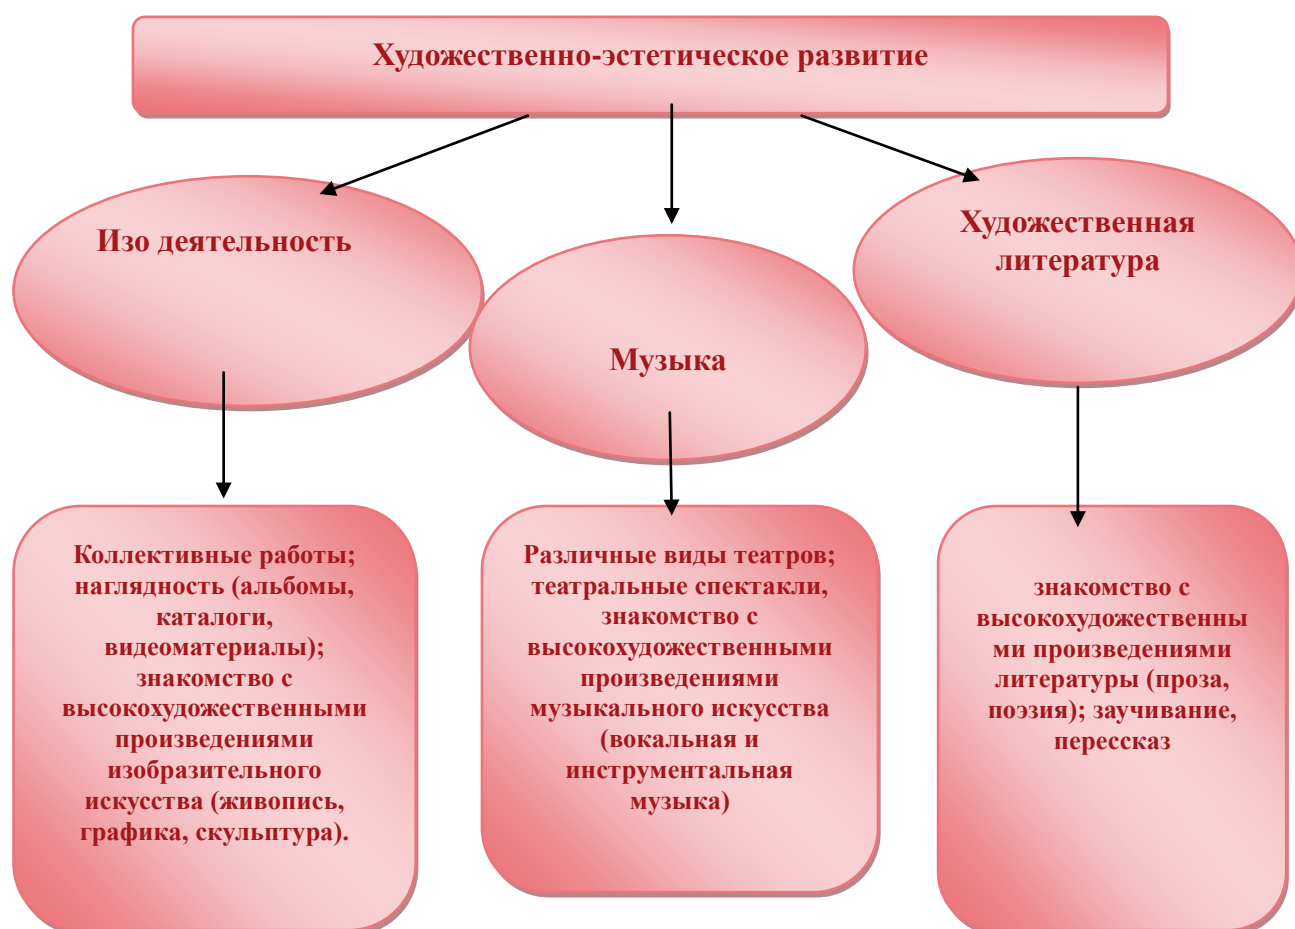 Художественно-эстетическое развитие
Изо деятельность
Музыка
Художественная
литература
Коллективные работы;
наглядность (альбомы,
каталоги,
видеоматериалы);
знакомство с
высокохудожественными
произведениями
изобразительного
искусства (живопись,
графика, скульптура).
Различные виды театров;
театральные спектакли,
знакомство с
высокохудожественными
произведениями
музыкального искусства
(вокальная и
инструментальная
музыка)
знакомство с
высокохудожественны
ми произведениями
литературы (проза,
поэзия); заучивание,
перессказ